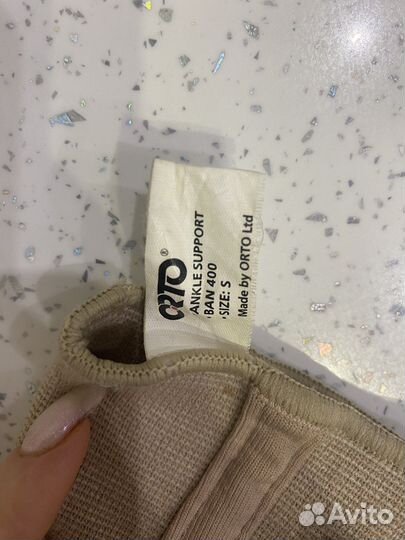 ORTO®
ANKLE SUPPORT
•BAN 400
•SIZE: S
Made by ORTO Ltd
Avito